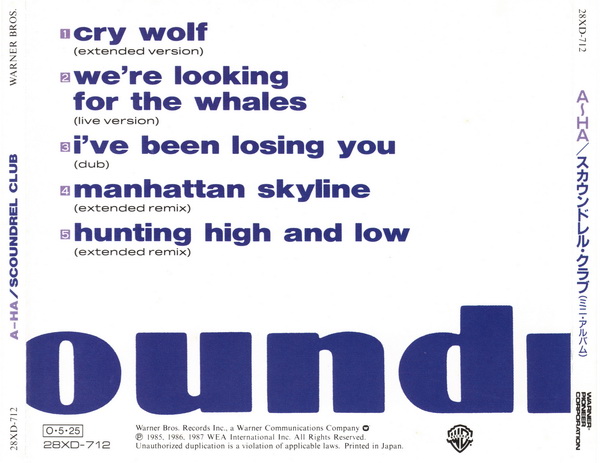 WARNER BROS.
A-HA/SCOUNDREL CLUB
28XD-712
1 cry wolf
(extended version)
2 we're looking
for the whales
(live version)
3 i've been losing you
(dub)
4 manhattan skyline
(extended remix)
5 hunting high and low
(extended remix)
oundr
0・5・25
28XD-712
Warner Bros. Records Inc., a Warner Communications Company
℗ 1985, 1986, 1987 WEA International Inc. All Rights Reserved.
Unauthorized duplication is a violation of applicable laws. Printed in Japan.
WB
28XD-712
A〜HA/スカウンドレル・クラブ(ミニ・アルバム)
WARNER-
PIONEER
CORPORATION